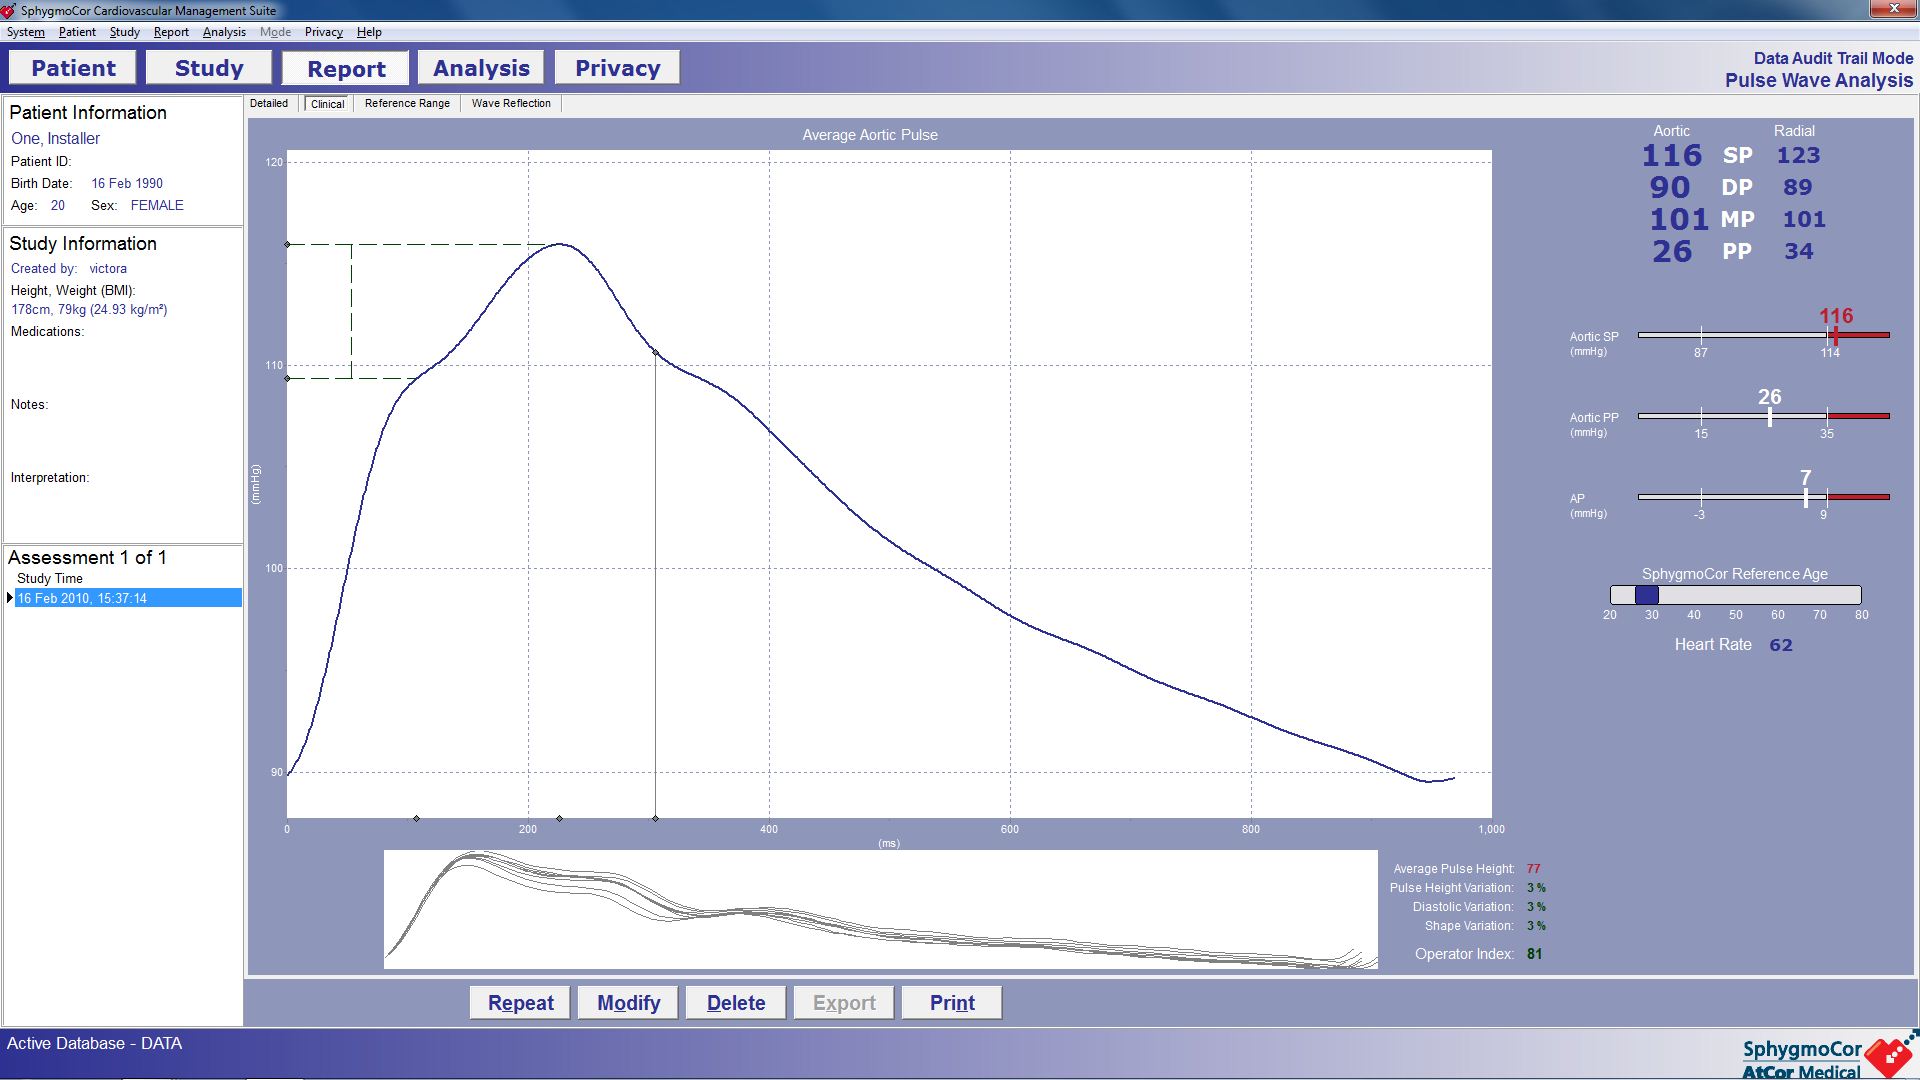 SphygmoCor Cardiovascular Management Suite
System Patient Study Report Analysis Mode Privacy Help
Patient Study Report Analysis Privacy
Data Audit Trail Mode
Pulse Wave Analysis
Patient Information
One, Installer
Patient ID:
Birth Date: 16 Feb 1990
Age: 20 Sex: FEMALE
Study Information
Created by: victora
Height, Weight (BMI):
178cm, 79kg (24.93 kg/m²)
Medications:
Notes:
Interpretation:
Assessment 1 of 1
Study Time
16 Feb 2010, 15:37:14
Detailed Clinical Reference Range Wave Reflection
Average Aortic Pulse
120
110
100
90
(mmHg)
0 200 400 600 800 1,000
(ms)
Aortic Radial
116 SP 123
90 DP 89
101 MP 101
26 PP 34
116
Aortic SP
(mmHg)
87 114
26
Aortic PP
(mmHg)
15 35
7
AP
(mmHg)
-3 9
SphygmoCor Reference Age
20 30 40 50 60 70 80
Heart Rate 62
Average Pulse Height: 77
Pulse Height Variation: 3 %
Diastolic Variation: 3 %
Shape Variation: 3 %
Operator Index: 81
Repeat Modify Delete Export Print
Active Database - DATA
SphygmoCor
AtCor Medical